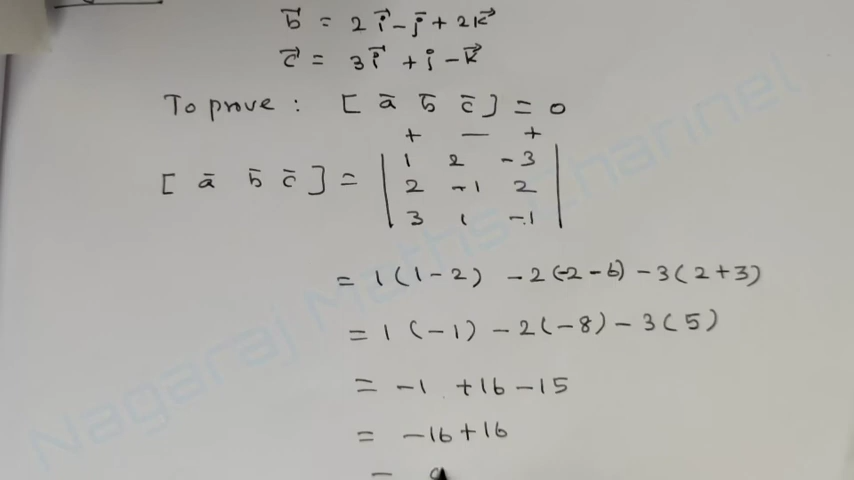 b⃗ = 2i⃗ - j⃗ + 2k⃗
c⃗ = 3i⃗ + j - k⃗
To prove : [ a̅ b̅ c̅ ] = 0
+ — +
[ a̅ b̅ c̅ ] = | 1 2 -3 |
| 2 -1 2 |
| 3 1 -1 |
= 1(1-2) -2(-2-6) -3(2+3)
= 1(-1) -2(-8) -3(5)
= -1 +16 -15
= -16+16
Nagaraj Maths Channel